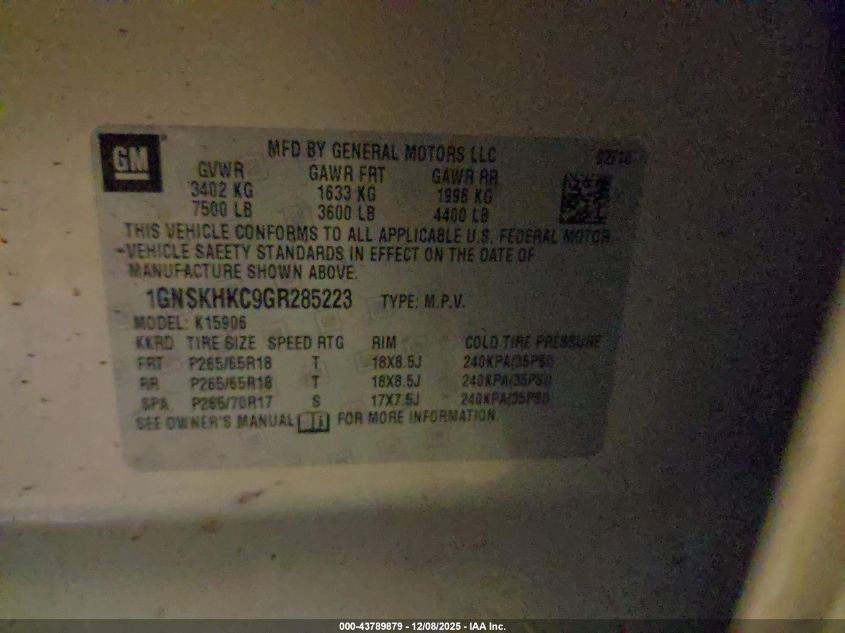 GM
MFD BY GENERAL MOTORS LLC 02/16
GVWR GAWR FRT GAWR RR
3402 KG 1633 KG 1996 KG
7500 LB 3600 LB 4400 LB
THIS VEHICLE CONFORMS TO ALL APPLICABLE U.S. FEDERAL MOTOR
VEHICLE SAFETY STANDARDS IN EFFECT ON THE DATE OF
MANUFACTURE SHOWN ABOVE.
1GNSKHKC9GR285223 TYPE: M.P.V.
MODEL: K15906
KKRD TIRE SIZE SPEED RTG RIM COLD TIRE PRESSURE
FRT P265/65R18 T 18X8.5J 240KPA(35PSI)
RR P265/65R18 T 18X8.5J 240KPA(35PSI)
SPA P265/70R17 S 17X7.5J 240KPA(35PSI)
SEE OWNER'S MANUAL FOR MORE INFORMATION
000-43789879 - 12/08/2025 - IAA Inc.